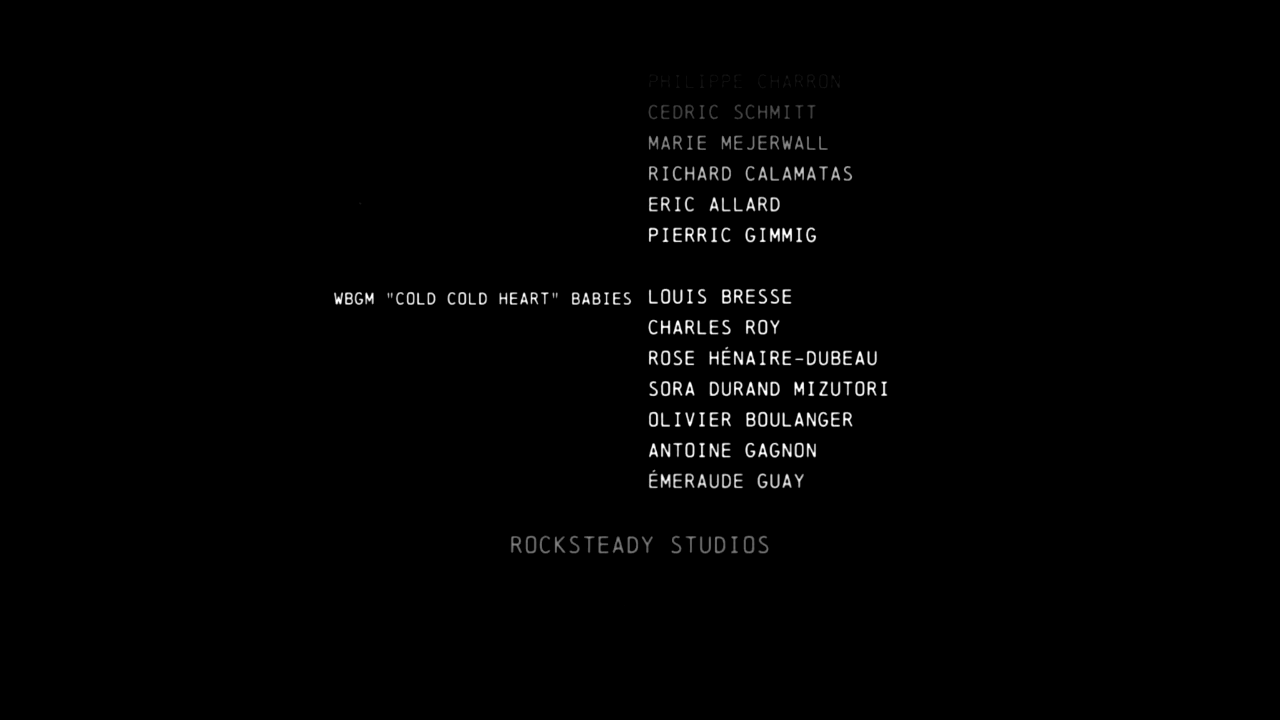 PHILIPPE CHARRON
CEDRIC SCHMITT
MARIE MEJERWALL
RICHARD CALAMATAS
ERIC ALLARD
PIERRIC GIMMIG
WBGM "COLD COLD HEART" BABIES LOUIS BRESSE
CHARLES ROY
ROSE HÉNAIRE-DUBEAU
SORA DURAND MIZUTORI
OLIVIER BOULANGER
ANTOINE GAGNON
ÉMERAUDE GUAY
ROCKSTEADY STUDIOS